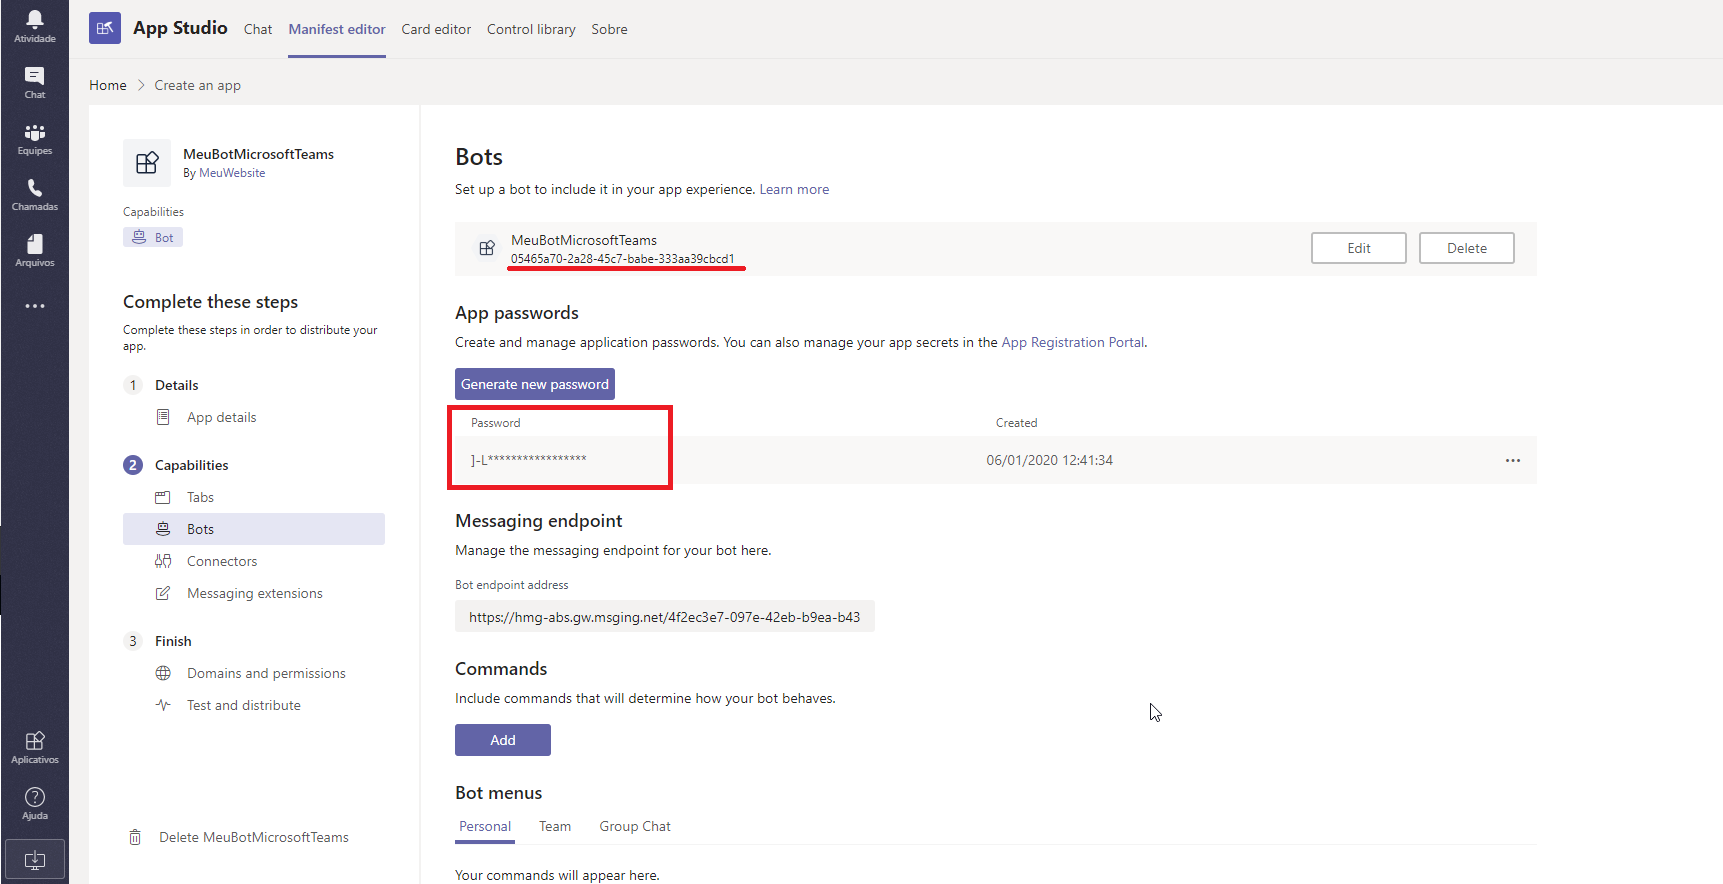 Atividade
Chat
Equipes
Chamadas
Arquivos
Aplicativos
Ajuda
App Studio
Chat
Manifest editor
Card editor
Control library
Sobre
Home > Create an app
MeuBotMicrosoftTeams
By MeuWebsite
Capabilities
Bot
Complete these steps
Complete these steps in order to distribute your
app.
1 Details
App details
2 Capabilities
Tabs
Bots
Connectors
Messaging extensions
3 Finish
Domains and permissions
Test and distribute
Delete MeuBotMicrosoftTeams
Bots
Set up a bot to include it in your app experience. Learn more
MeuBotMicrosoftTeams
05465a70-2a28-45c7-babe-333aa39cbcd1
Edit
Delete
App passwords
Create and manage application passwords. You can also manage your app secrets in the App Registration Portal.
Generate new password
Password
Created
]-L*****************
06/01/2020 12:41:34
Messaging endpoint
Manage the messaging endpoint for your bot here.
Bot endpoint address
https://hmg-abs.gw.msging.net/4f2ec3e7-097e-42eb-b9ea-b43
Commands
Include commands that will determine how your bot behaves.
Add
Bot menus
Personal
Team
Group Chat
Your commands will appear here.